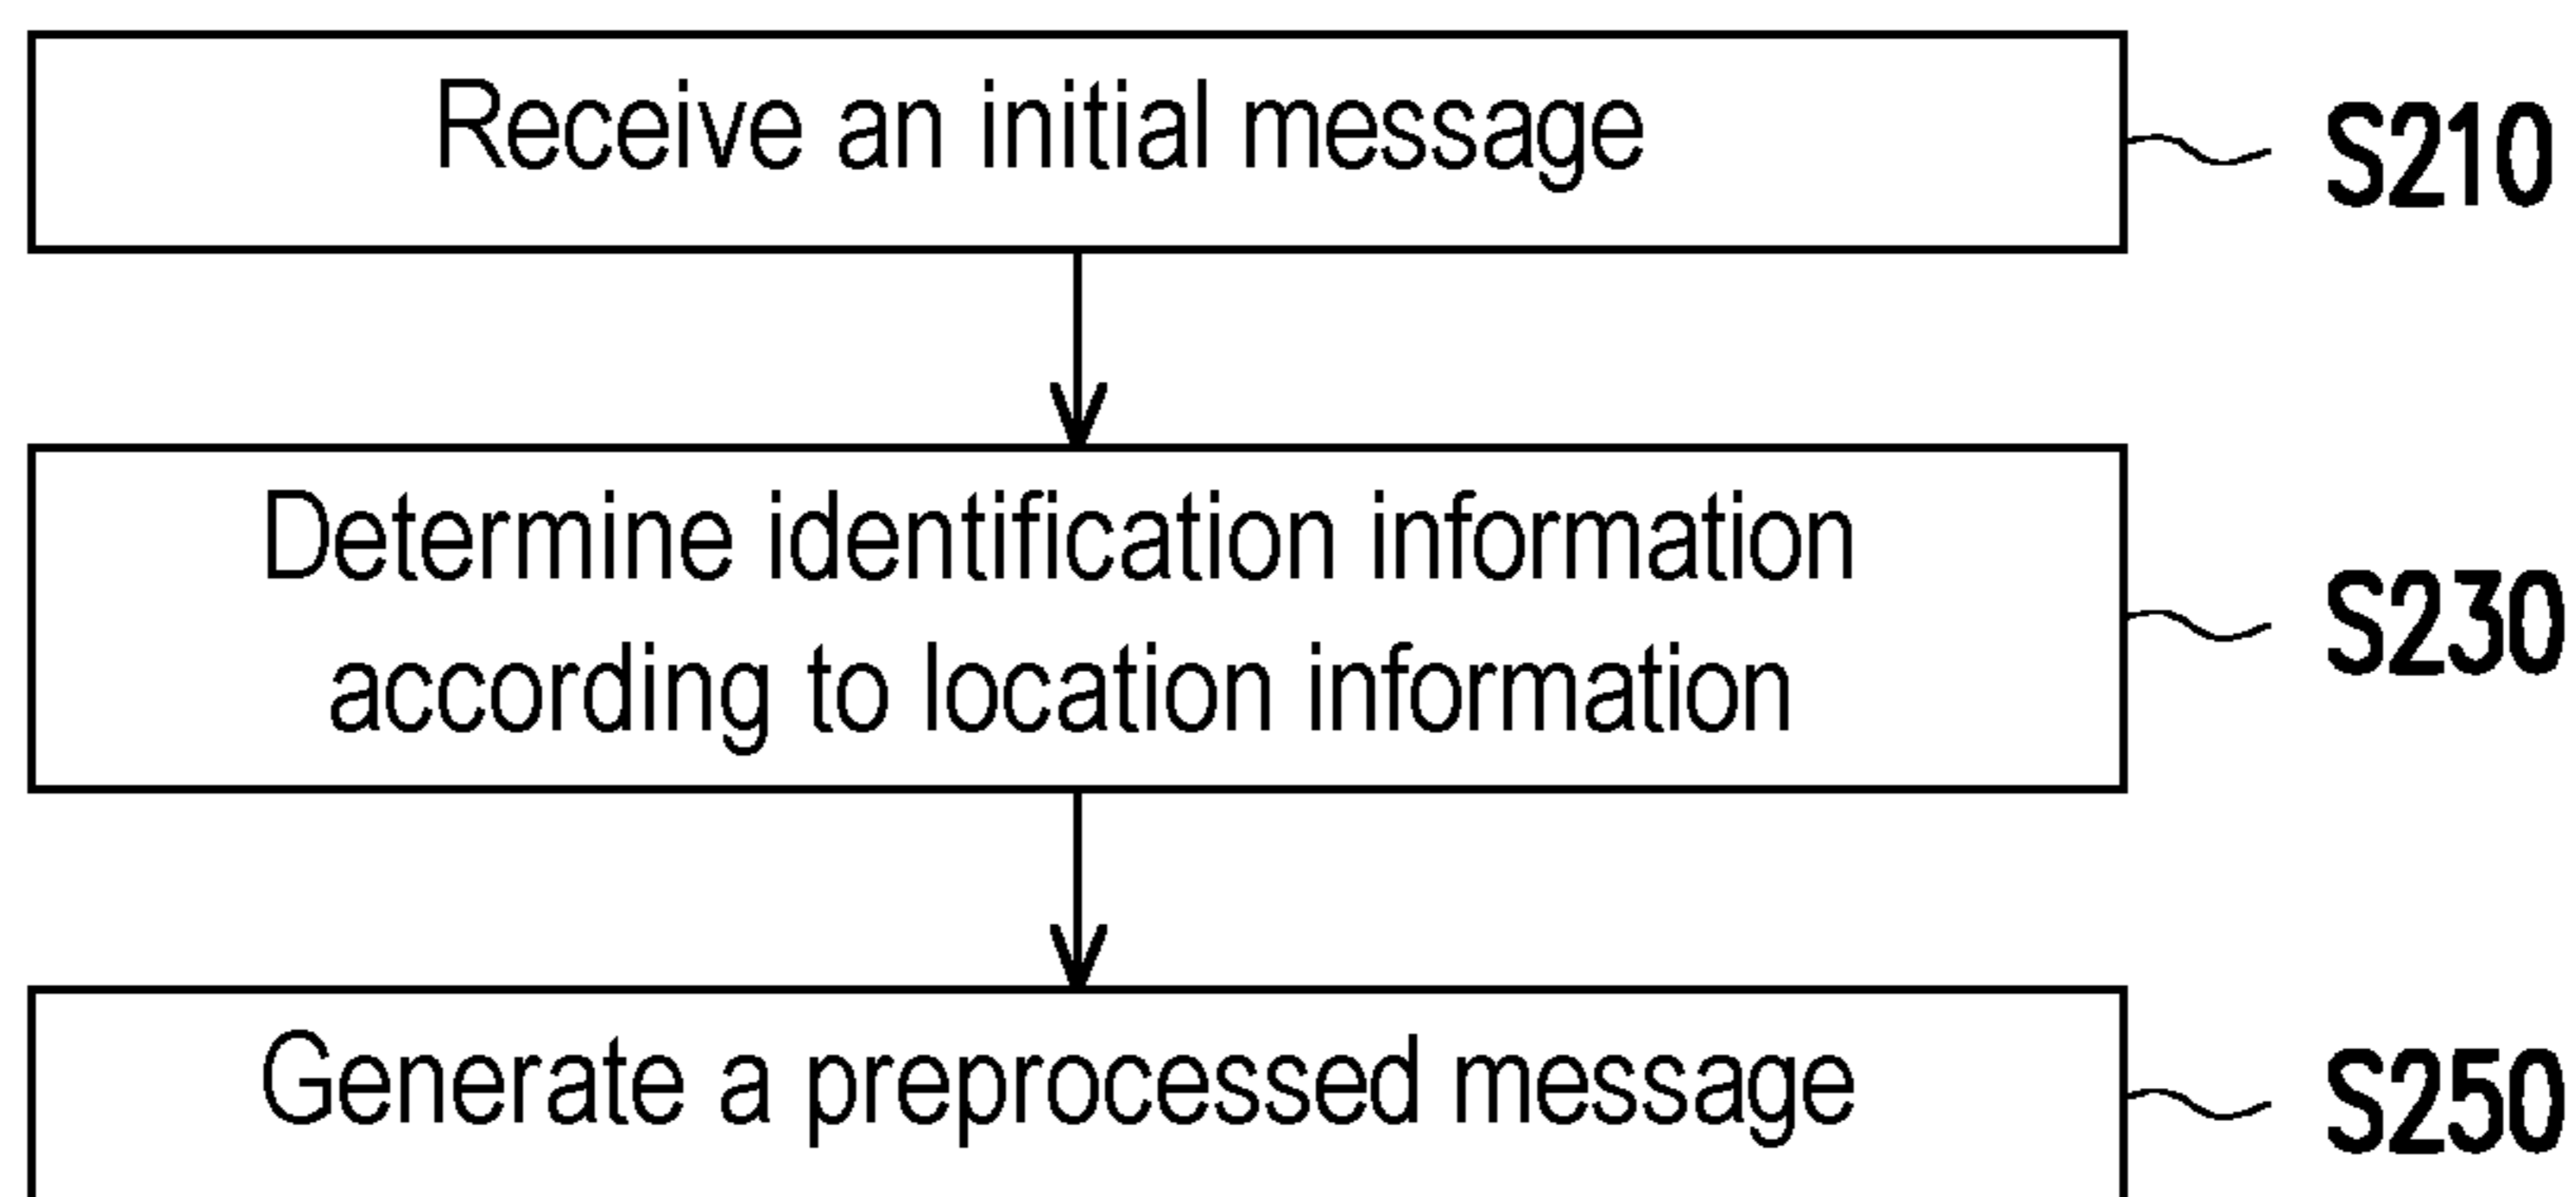 Receive an initial message
S210
Determine identification information
according to location information
S230
Generate a preprocessed message
S250